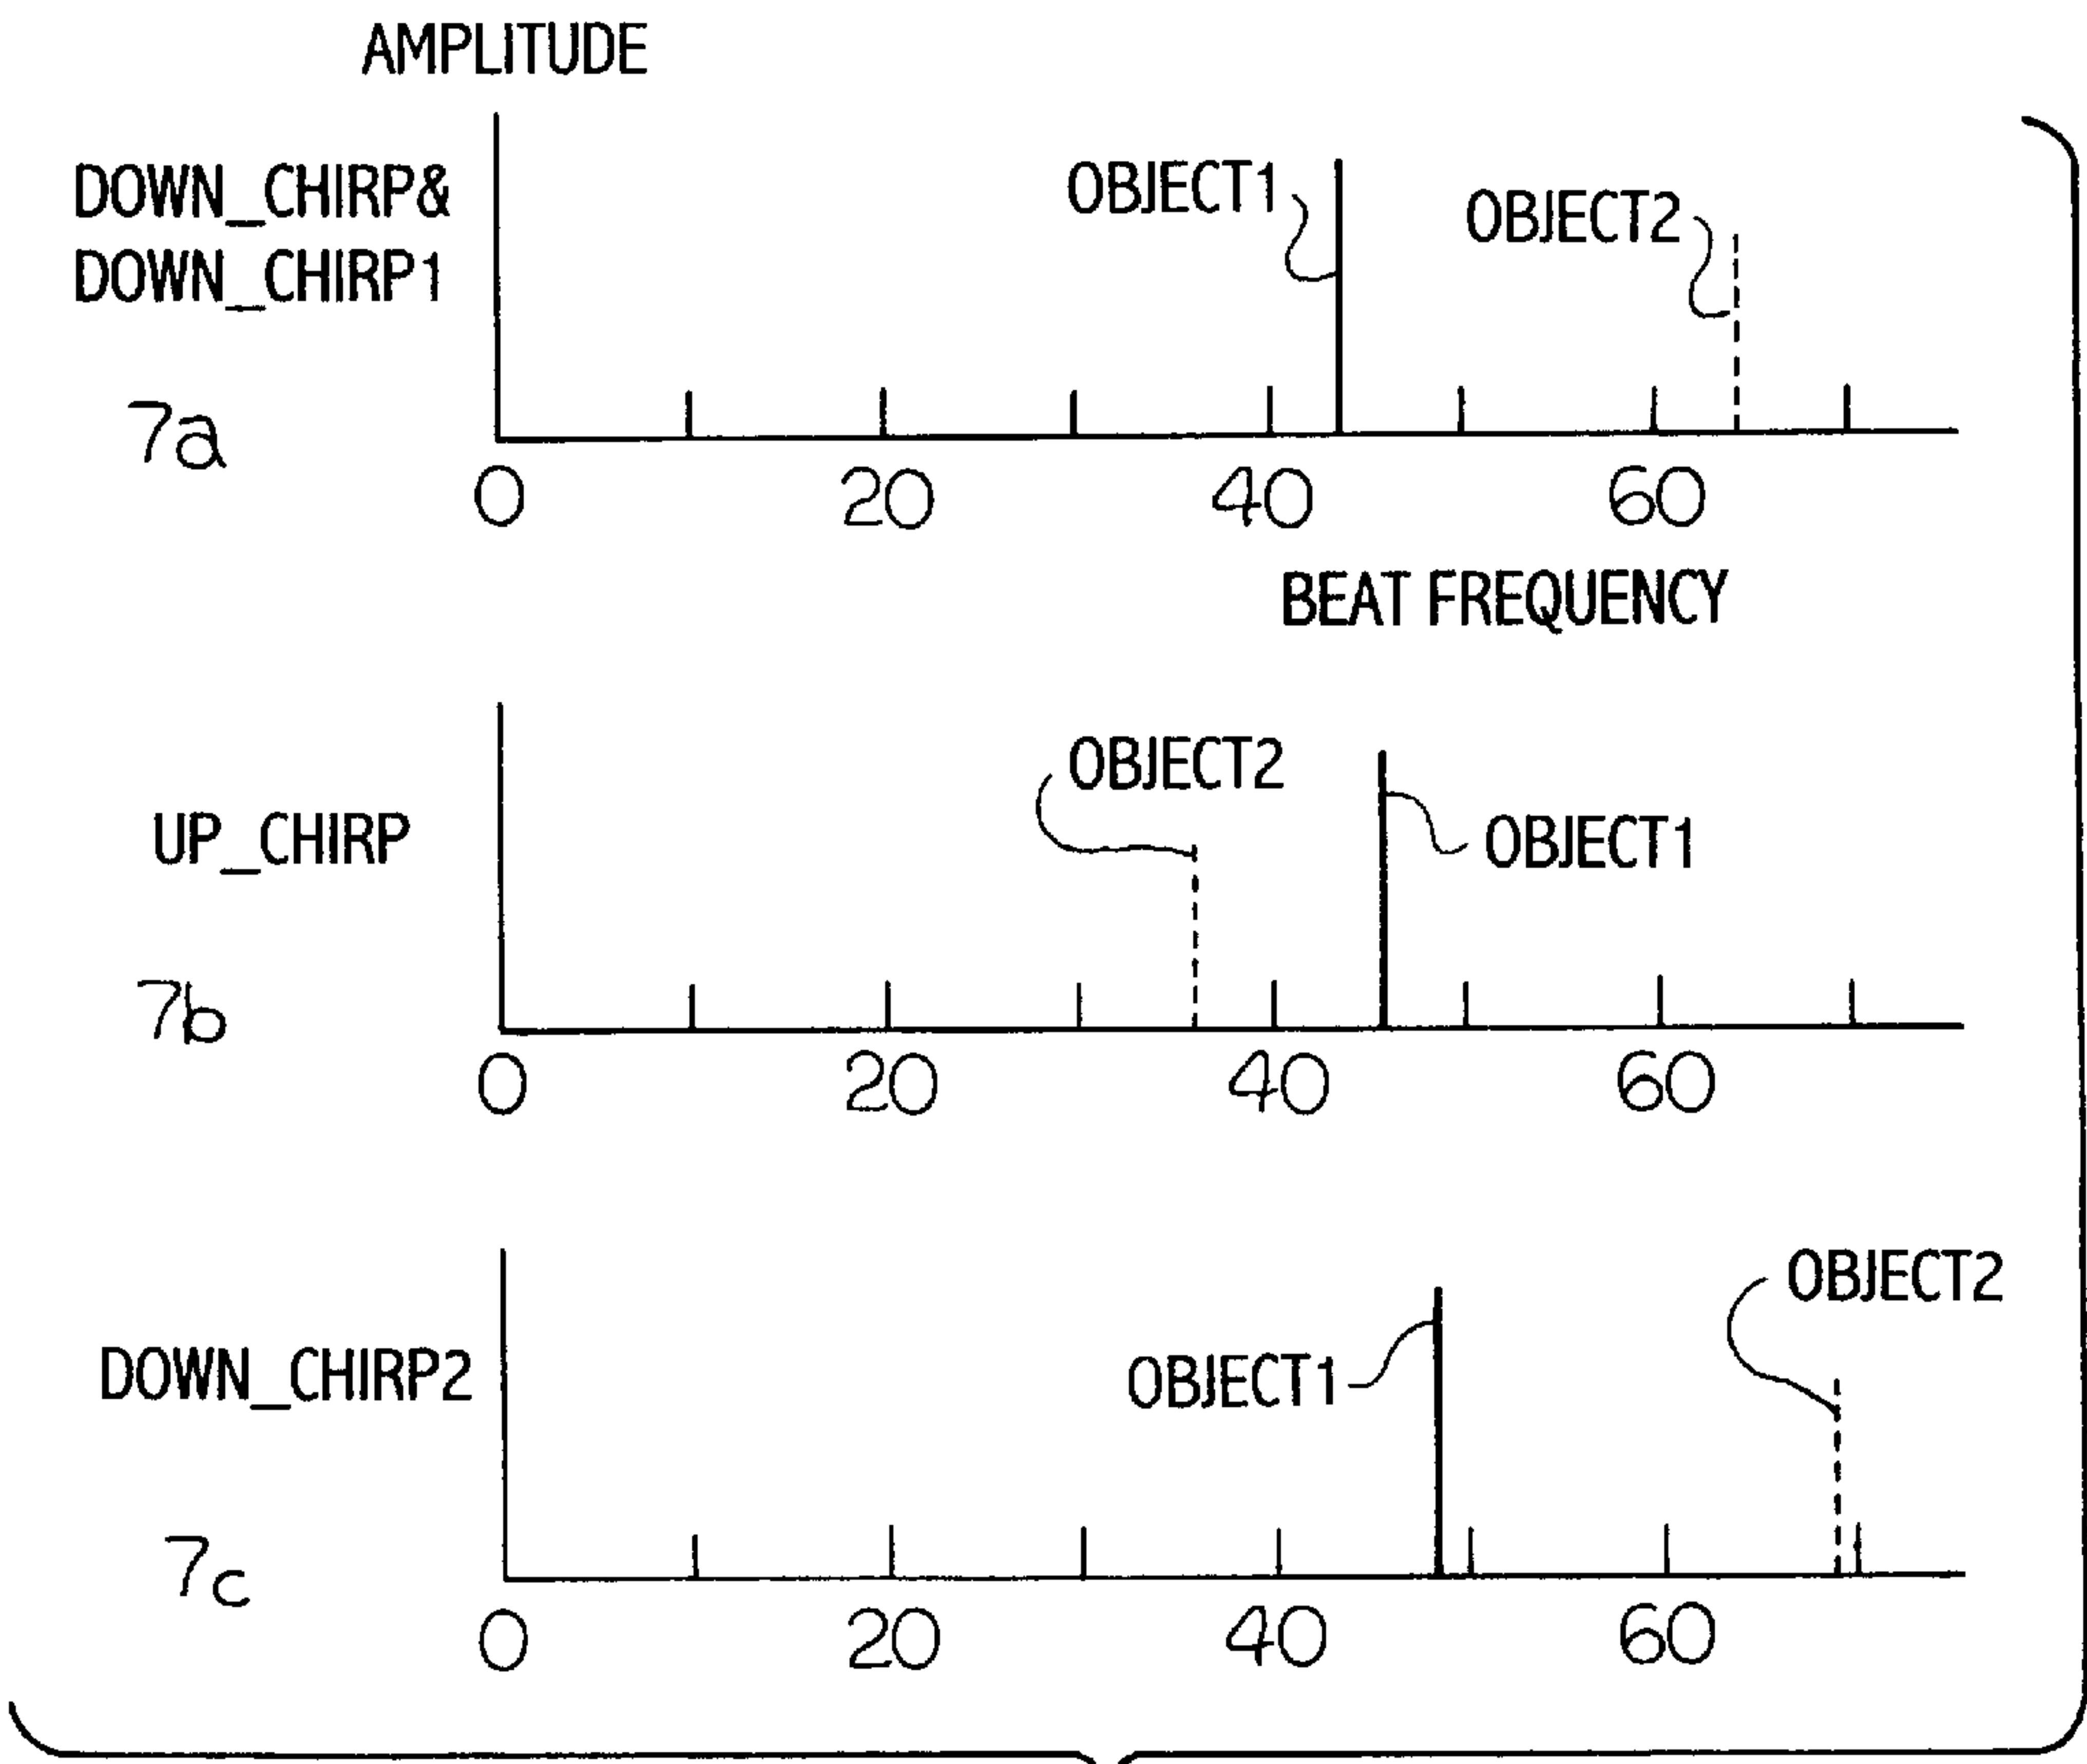 AMPLITUDE
DOWN_CHIRP&
DOWN_CHIRP1
OBJECT1
OBJECT2
7a
0 20 40 60
BEAT FREQUENCY
OBJECT2
UP_CHIRP
OBJECT1
7b
0 20 40 60
OBJECT2
DOWN_CHIRP2
OBJECT1
7c
0 20 40 60